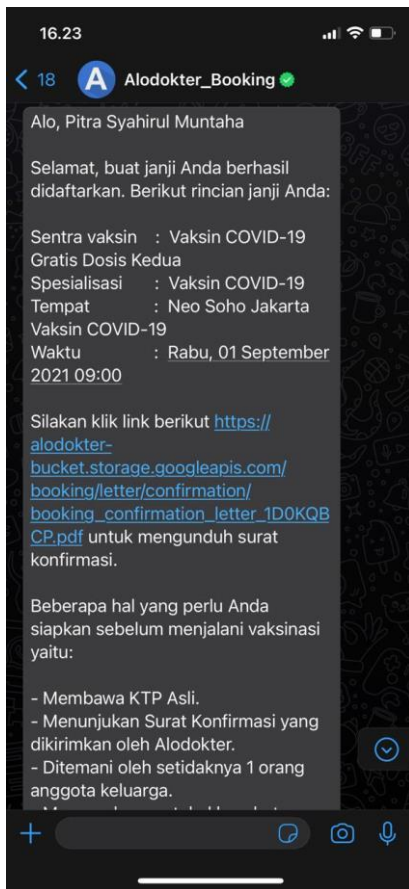 16.23
18
A
Alodokter_Booking
Alo, Pitra Syahirul Muntaha
Selamat, buat janji Anda berhasil
didaftarkan. Berikut rincian janji Anda:
Sentra vaksin : Vaksin COVID-19
Gratis Dosis Kedua
Spesialisasi : Vaksin COVID-19
Tempat : Neo Soho Jakarta
Vaksin COVID-19
Waktu : Rabu, 01 September
2021 09:00
Silakan klik link berikut https://
alodokter-
bucket.storage.googleapis.com/
booking/letter/confirmation/
booking_confirmation_letter_1D0KQB
CP.pdf untuk mengunduh surat
konfirmasi.
Beberapa hal yang perlu Anda
siapkan sebelum menjalani vaksinasi
yaitu:
- Membawa KTP Asli.
- Menunjukan Surat Konfirmasi yang
dikirimkan oleh Alodokter.
- Ditemani oleh setidaknya 1 orang
anggota keluarga.